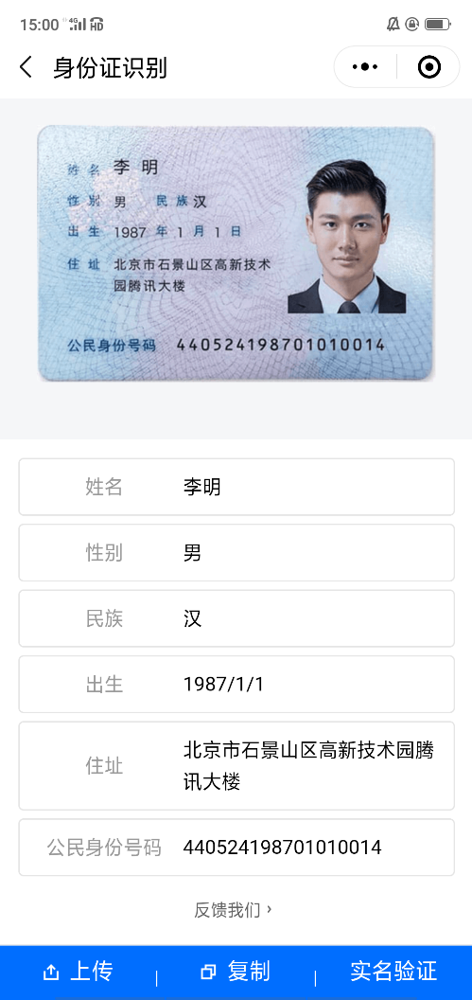 15:00 4G HD
身份证识别
姓 名 李 明
性 别 男 民 族 汉
出 生 1987 年 1 月 1 日
住 址 北京市石景山区高新技术
园腾讯大楼
公民身份号码 440524198701010014
姓名 李明
性别 男
民族 汉
出生 1987/1/1
住址 北京市石景山区高新技术园腾
讯大楼
公民身份号码 440524198701010014
反馈我们 ›
上传 | 复制 | 实名验证